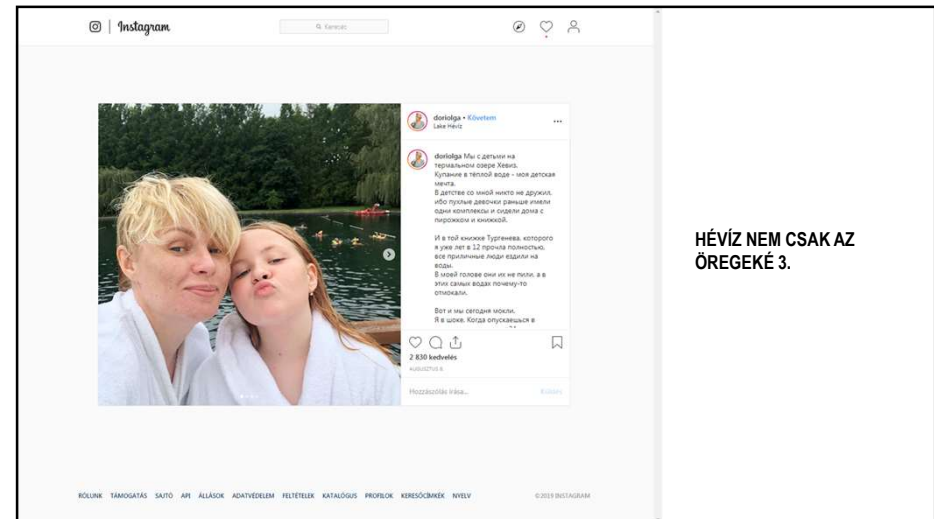 Instagram
Keresés
doriolga • Követem
Lake Hévíz
doriolga Мы с детьми на
термальном озере Хевиз.
Купание в тёплой воде - моя детская
мечта.
В детстве со мной никто не дружил,
ибо пухлые девочки раньше имели
одни комплексы и сидели дома с
пирожком и книжкой.
И в той книжке Тургенева, которого
я уже лет в 12 прочла полностью,
все приличные люди ездили на
воды.
В моей голове они их не пили, а в
этих самых водах почему-то
отмокали.
Вот и мы сегодня мокли.
Я в шоке. Когда опускаешься в
2 830 kedvelés
AUGUSZTUS 8.
Hozzászólás írása...
Közzés
RÓLUNK TÁMOGATÁS SAJTÓ API ÁLLÁSOK ADATVÉDELEM FELTÉTELEK KATALÓGUS PROFILOK KERESŐCÍMKÉK NYELV
© 2019 INSTAGRAM
HÉVÍZ NEM CSAK AZ
ÖREGEKÉ 3.